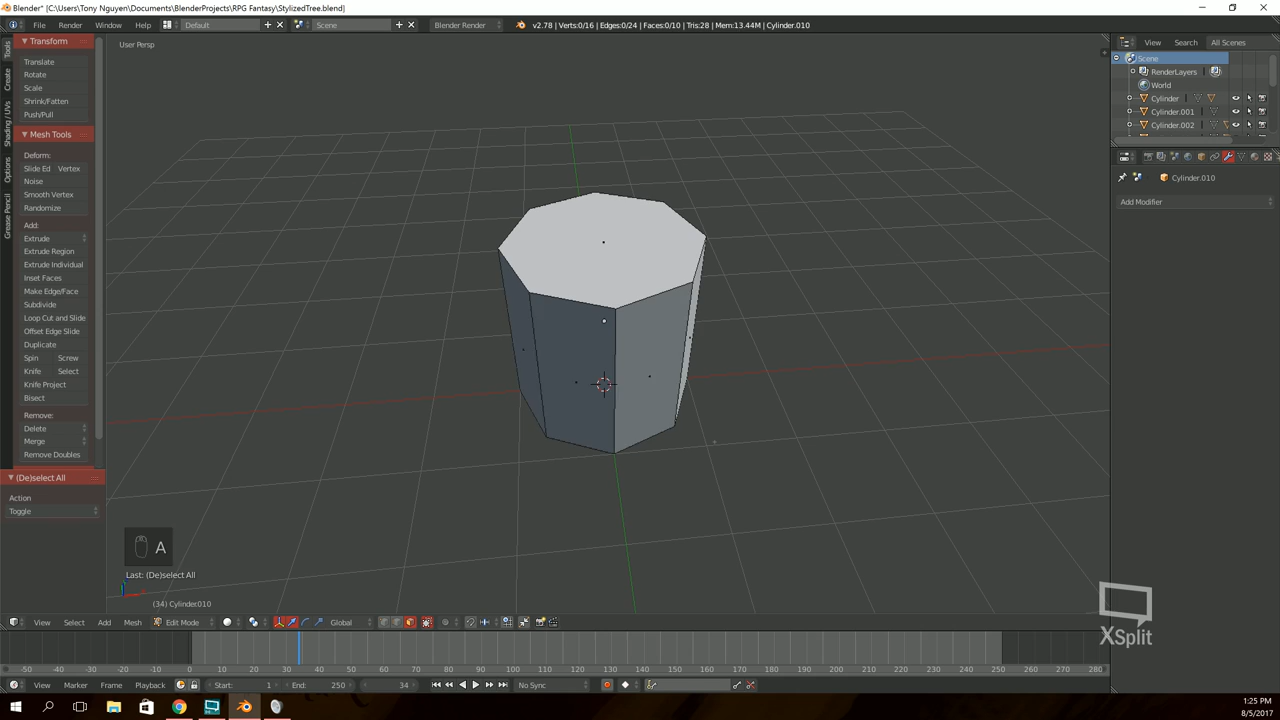 Blender* [C:\Users\Tony Nguyen\Documents\BlenderProjects\RPG Fantasy\StylizedTree.blend]
File Render Window Help Default Blender Render v2.78 | Verts:0/16 | Edges:0/24 | Faces:0/10 | Tris:28 | Mem:13.44M | Cylinder.010
Tools
Create
Shading / UVs
Options
Grease Pencil
Transform
Translate
Rotate
Scale
Shrink/Fatten
Push/Pull
Mesh Tools
Deform:
Slide Ed Vertex
Noise
Smooth Vertex
Randomize
Add:
Extrude
Extrude Region
Extrude Individual
Inset Faces
Make Edge/Face
Subdivide
Loop Cut and Slide
Offset Edge Slide
Duplicate
Spin Screw
Knife Select
Knife Project
Bisect
Remove:
Delete
Merge
Remove Doubles
(De)select All
Action
Toggle
User Persp
A
Last: (De)select All
(34) Cylinder.010
View Select Add Mesh Edit Mode Global
View Search All Scenes
Scene
RenderLayers
World
Cylinder
Cylinder.001
Cylinder.002
Cylinder.010
Add Modifier
XSplit
-50 -40 -30 -20 -10 0 10 20 30 40 50 60 70 80 90 100 110 120 130 140 150 160 170 180 190 200 210 220 230 240 250 260 270 280
View Marker Frame Playback Start: 1 End: 250 34 No Sync
1:25 PM
8/5/2017